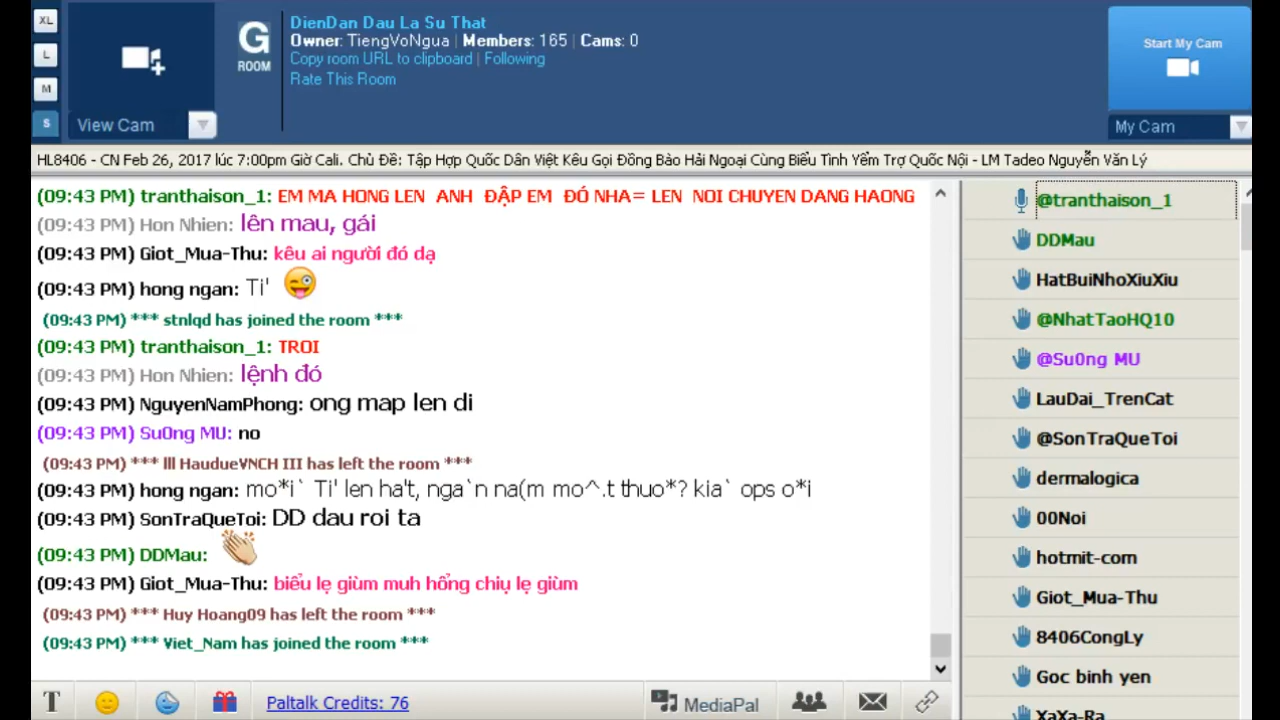 XL
L
M
S
View Cam
G
ROOM
DienDan Dau La Su That
Owner: TiengVoNgua | Members: 165 | Cams: 0
Copy room URL to clipboard | Following
Rate This Room
Start My Cam
My Cam
HL8406 - CN Feb 26, 2017 lúc 7:00pm Giờ Cali. Chủ Đề: Tập Hợp Quốc Dân Việt Kêu Gọi Đồng Bào Hải Ngoại Cùng Biểu Tình Yểm Trợ Quốc Nội - LM Tadeo Nguyễn Văn Lý
(09:43 PM) tranthaison_1: EM MA HONG LEN ANH ĐẬP EM ĐÓ NHA= LEN NOI CHUYEN DANG HAONG
(09:43 PM) Hon Nhien: lên mau, gái
(09:43 PM) Giot_Mua-Thu: kêu ai người đó dạ
(09:43 PM) hong ngan: Ti'
(09:43 PM) *** stnlqd has joined the room ***
(09:43 PM) tranthaison_1: TROI
(09:43 PM) Hon Nhien: lệnh đó
(09:43 PM) NguyenNamPhong: ong map len di
(09:43 PM) Su0ng MU: no
(09:43 PM) *** lll HaudueVNCH III has left the room ***
(09:43 PM) hong ngan: mo*i` Ti' len ha't, nga`n na(m mo^.t thuo*? kia` ops o*i
(09:43 PM) SonTraQueToi: DD dau roi ta
(09:43 PM) DDMau:
(09:43 PM) Giot_Mua-Thu: biểu lẹ giùm muh hổng chiụ lẹ giùm
(09:43 PM) *** Huy Hoang09 has left the room ***
(09:43 PM) *** Viet_Nam has joined the room ***
@tranthaison_1
DDMau
HatBuiNhoXiuXiu
@NhatTaoHQ10
@Su0ng MU
LauDai_TrenCat
@SonTraQueToi
dermalogica
00Noi
hotmit-com
Giot_Mua-Thu
8406CongLy
Goc binh yen
XaXa-Ra
T
Paltalk Credits: 76
MediaPal